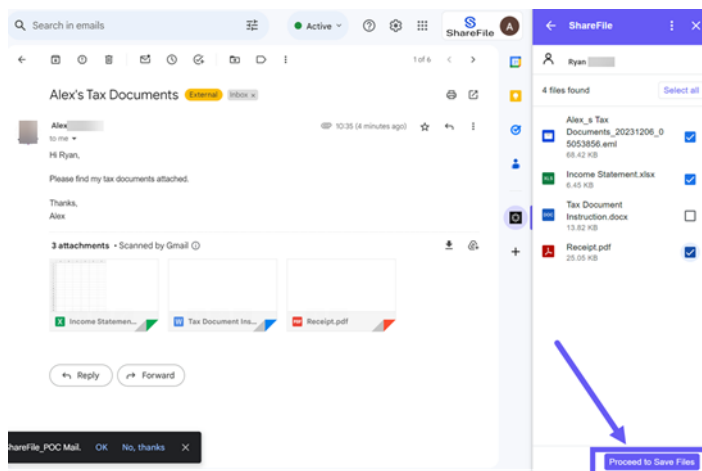 Search in emails
Active
ShareFile
A
1 of 6
Alex's Tax Documents External Inbox x
Alex
10:35 (4 minutes ago)
to me
Hi Ryan,
Please find my tax documents attached.
Thanks,
Alex
3 attachments • Scanned by Gmail
Income Statemen...
Tax Document Ins...
PDF Receipt.pdf
Reply
Forward
hareFile_POC Mail. OK No, thanks
ShareFile
Ryan
4 files found Select all
Alex_s Tax
Documents_20231206_0
5053856.eml
68.42 KB
XLS Income Statement.xlsx
6.45 KB
Tax Document
DOC Instruction.docx
13.82 KB
Receipt.pdf
25.05 KB
Proceed to Save Files